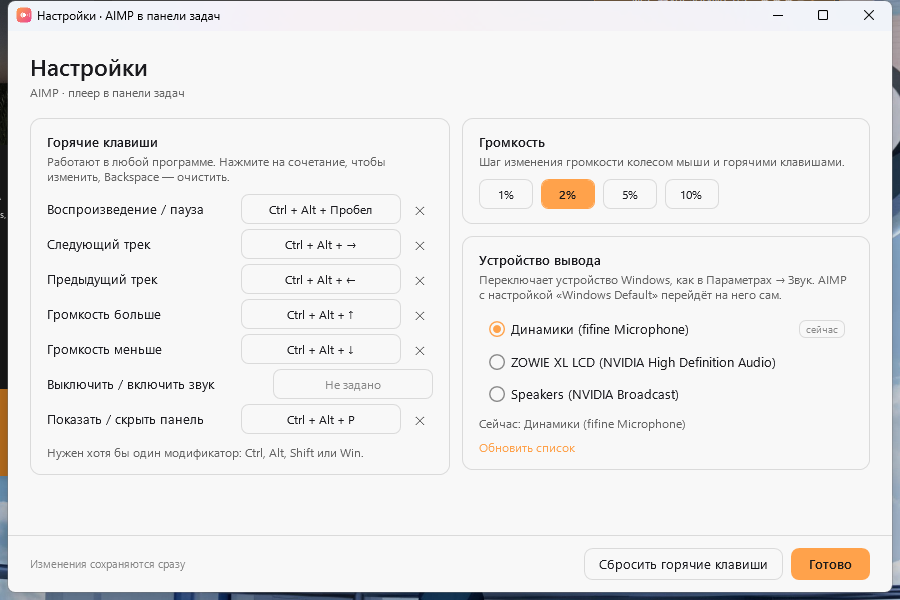 Настройки · AIMP в панели задач
Настройки
AIMP · плеер в панели задач
Горячие клавиши
Работают в любой программе. Нажмите на сочетание, чтобы
изменить, Backspace — очистить.
Воспроизведение / пауза
Ctrl + Alt + Пробел
Следующий трек
Ctrl + Alt + →
Предыдущий трек
Ctrl + Alt + ←
Громкость больше
Ctrl + Alt + ↑
Громкость меньше
Ctrl + Alt + ↓
Выключить / включить звук
Не задано
Показать / скрыть панель
Ctrl + Alt + P
Нужен хотя бы один модификатор: Ctrl, Alt, Shift или Win.
Громкость
Шаг изменения громкости колесом мыши и горячими клавишами.
1%
2%
5%
10%
Устройство вывода
Переключает устройство Windows, как в Параметрах → Звук. AIMP
с настройкой «Windows Default» перейдёт на него сам.
Динамики (fifine Microphone)
сейчас
ZOWIE XL LCD (NVIDIA High Definition Audio)
Speakers (NVIDIA Broadcast)
Сейчас: Динамики (fifine Microphone)
Обновить список
Изменения сохраняются сразу
Сбросить горячие клавиши
Готово